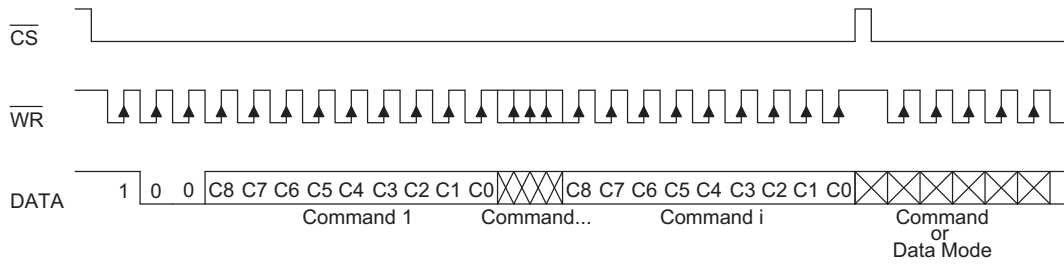 CS
WR
DATA 1 0 0 C8 C7 C6 C5 C4 C3 C2 C1 C0 C8 C7 C6 C5 C4 C3 C2 C1 C0
Command 1 Command... Command i Command
or
Data Mode